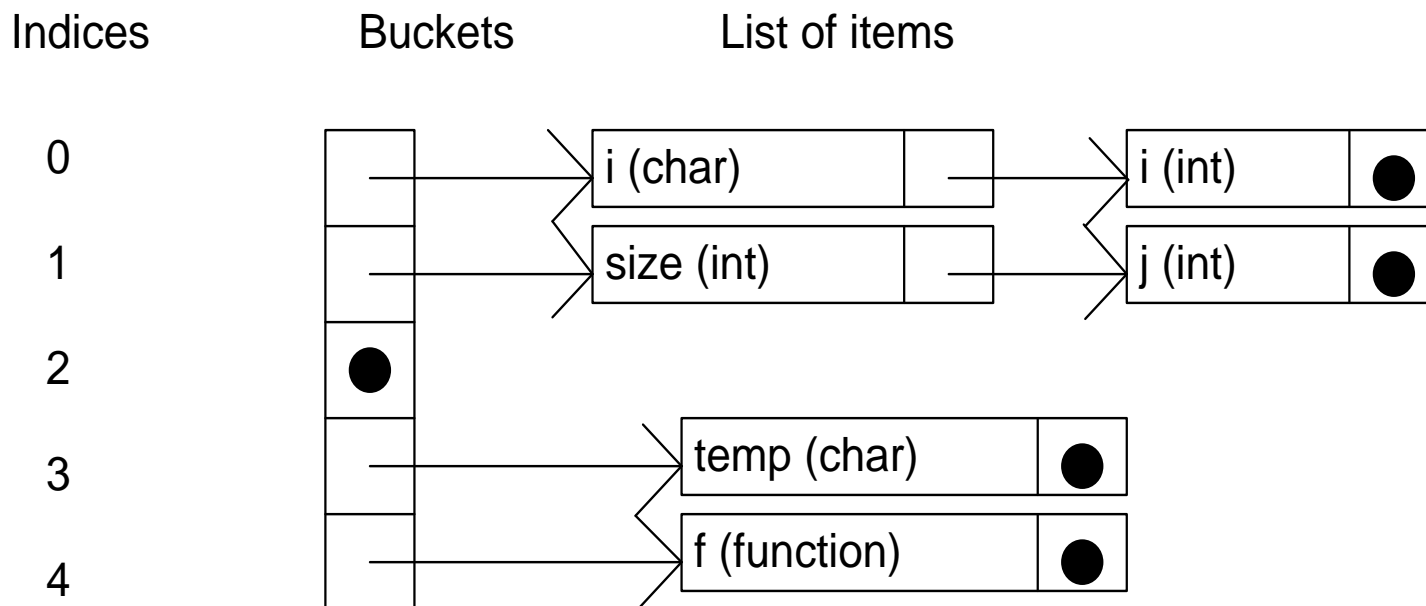 Indices Buckets List of items
0 i (char) i (int)
1 size (int) j (int)
2
3 temp (char)
4 f (function)